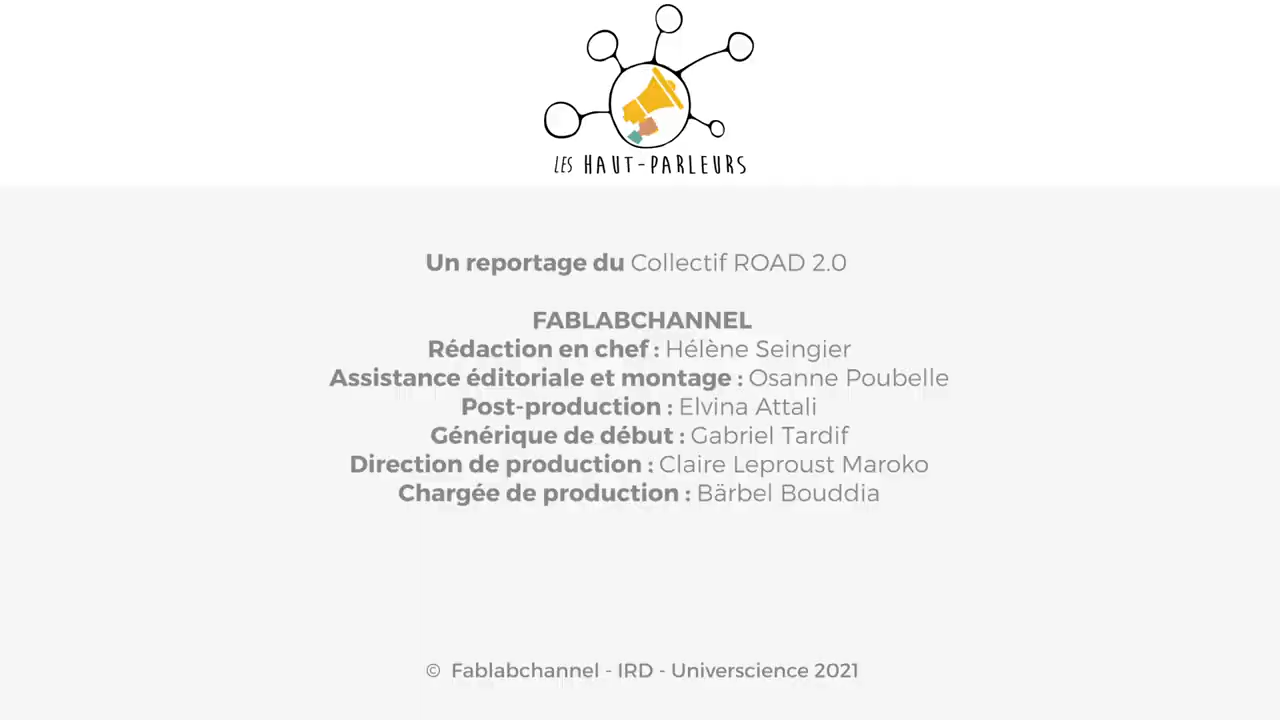 LES HAUT-PARLEURS
Un reportage du Collectif ROAD 2.0
FABLABCHANNEL
Rédaction en chef : Hélène Seingier
Assistance éditoriale et montage : Osanne Poubelle
Post-production : Elvina Attali
Générique de début : Gabriel Tardif
Direction de production : Claire Leproust Maroko
Chargée de production : Bärbel Bouddia
© Fablabchannel - IRD - Universcience 2021